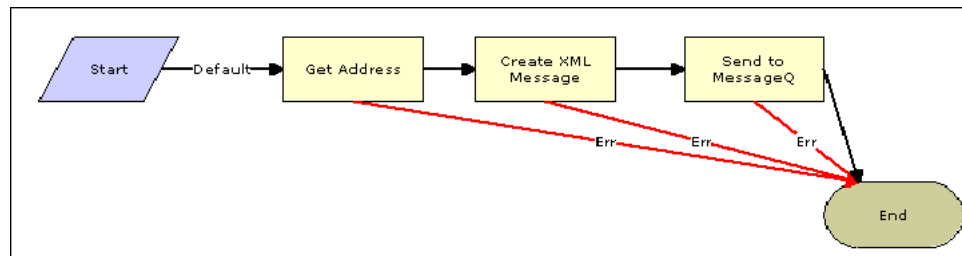 Start
Default
Get Address
Create XML
Message
Send to
MessageQ
Err
Err
Err
End